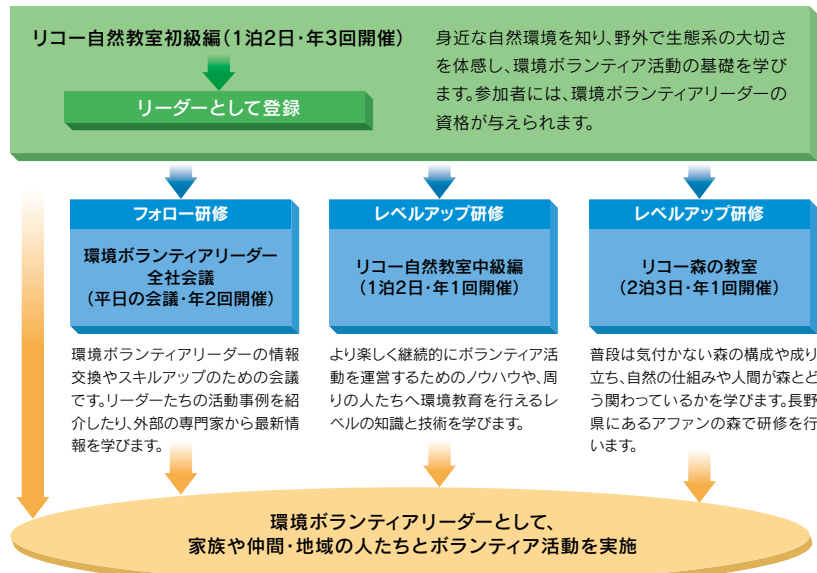 リコー自然教室初級編(1泊2日・年3回開催)
リーダーとして登録
身近な自然環境を知り、野外で生態系の大切さ
を体感し、環境ボランティア活動の基礎を学び
ます。参加者には、環境ボランティアリーダーの
資格が与えられます。
フォロー研修
環境ボランティアリーダー
全社会議
(平日の会議・年2回開催)
環境ボランティアリーダーの情報
交換やスキルアップのための会議
です。リーダーたちの活動事例を紹
介したり、外部の専門家から最新情
報を学びます。
レベルアップ研修
リコー自然教室中級編
(1泊2日・年1回開催)
より楽しく継続的にボランティア活
動を運営するためのノウハウや、周
りの人たちへ環境教育を行えるレ
ベルの知識と技術を学びます。
レベルアップ研修
リコー森の教室
(2泊3日・年1回開催)
普段は気付かない森の構成や成り
立ち、自然の仕組みや人間が森とど
う関わっているかを学びます。長野
県にあるアファンの森で研修を行
います。
環境ボランティアリーダーとして、
家族や仲間・地域の人たちとボランティア活動を実施